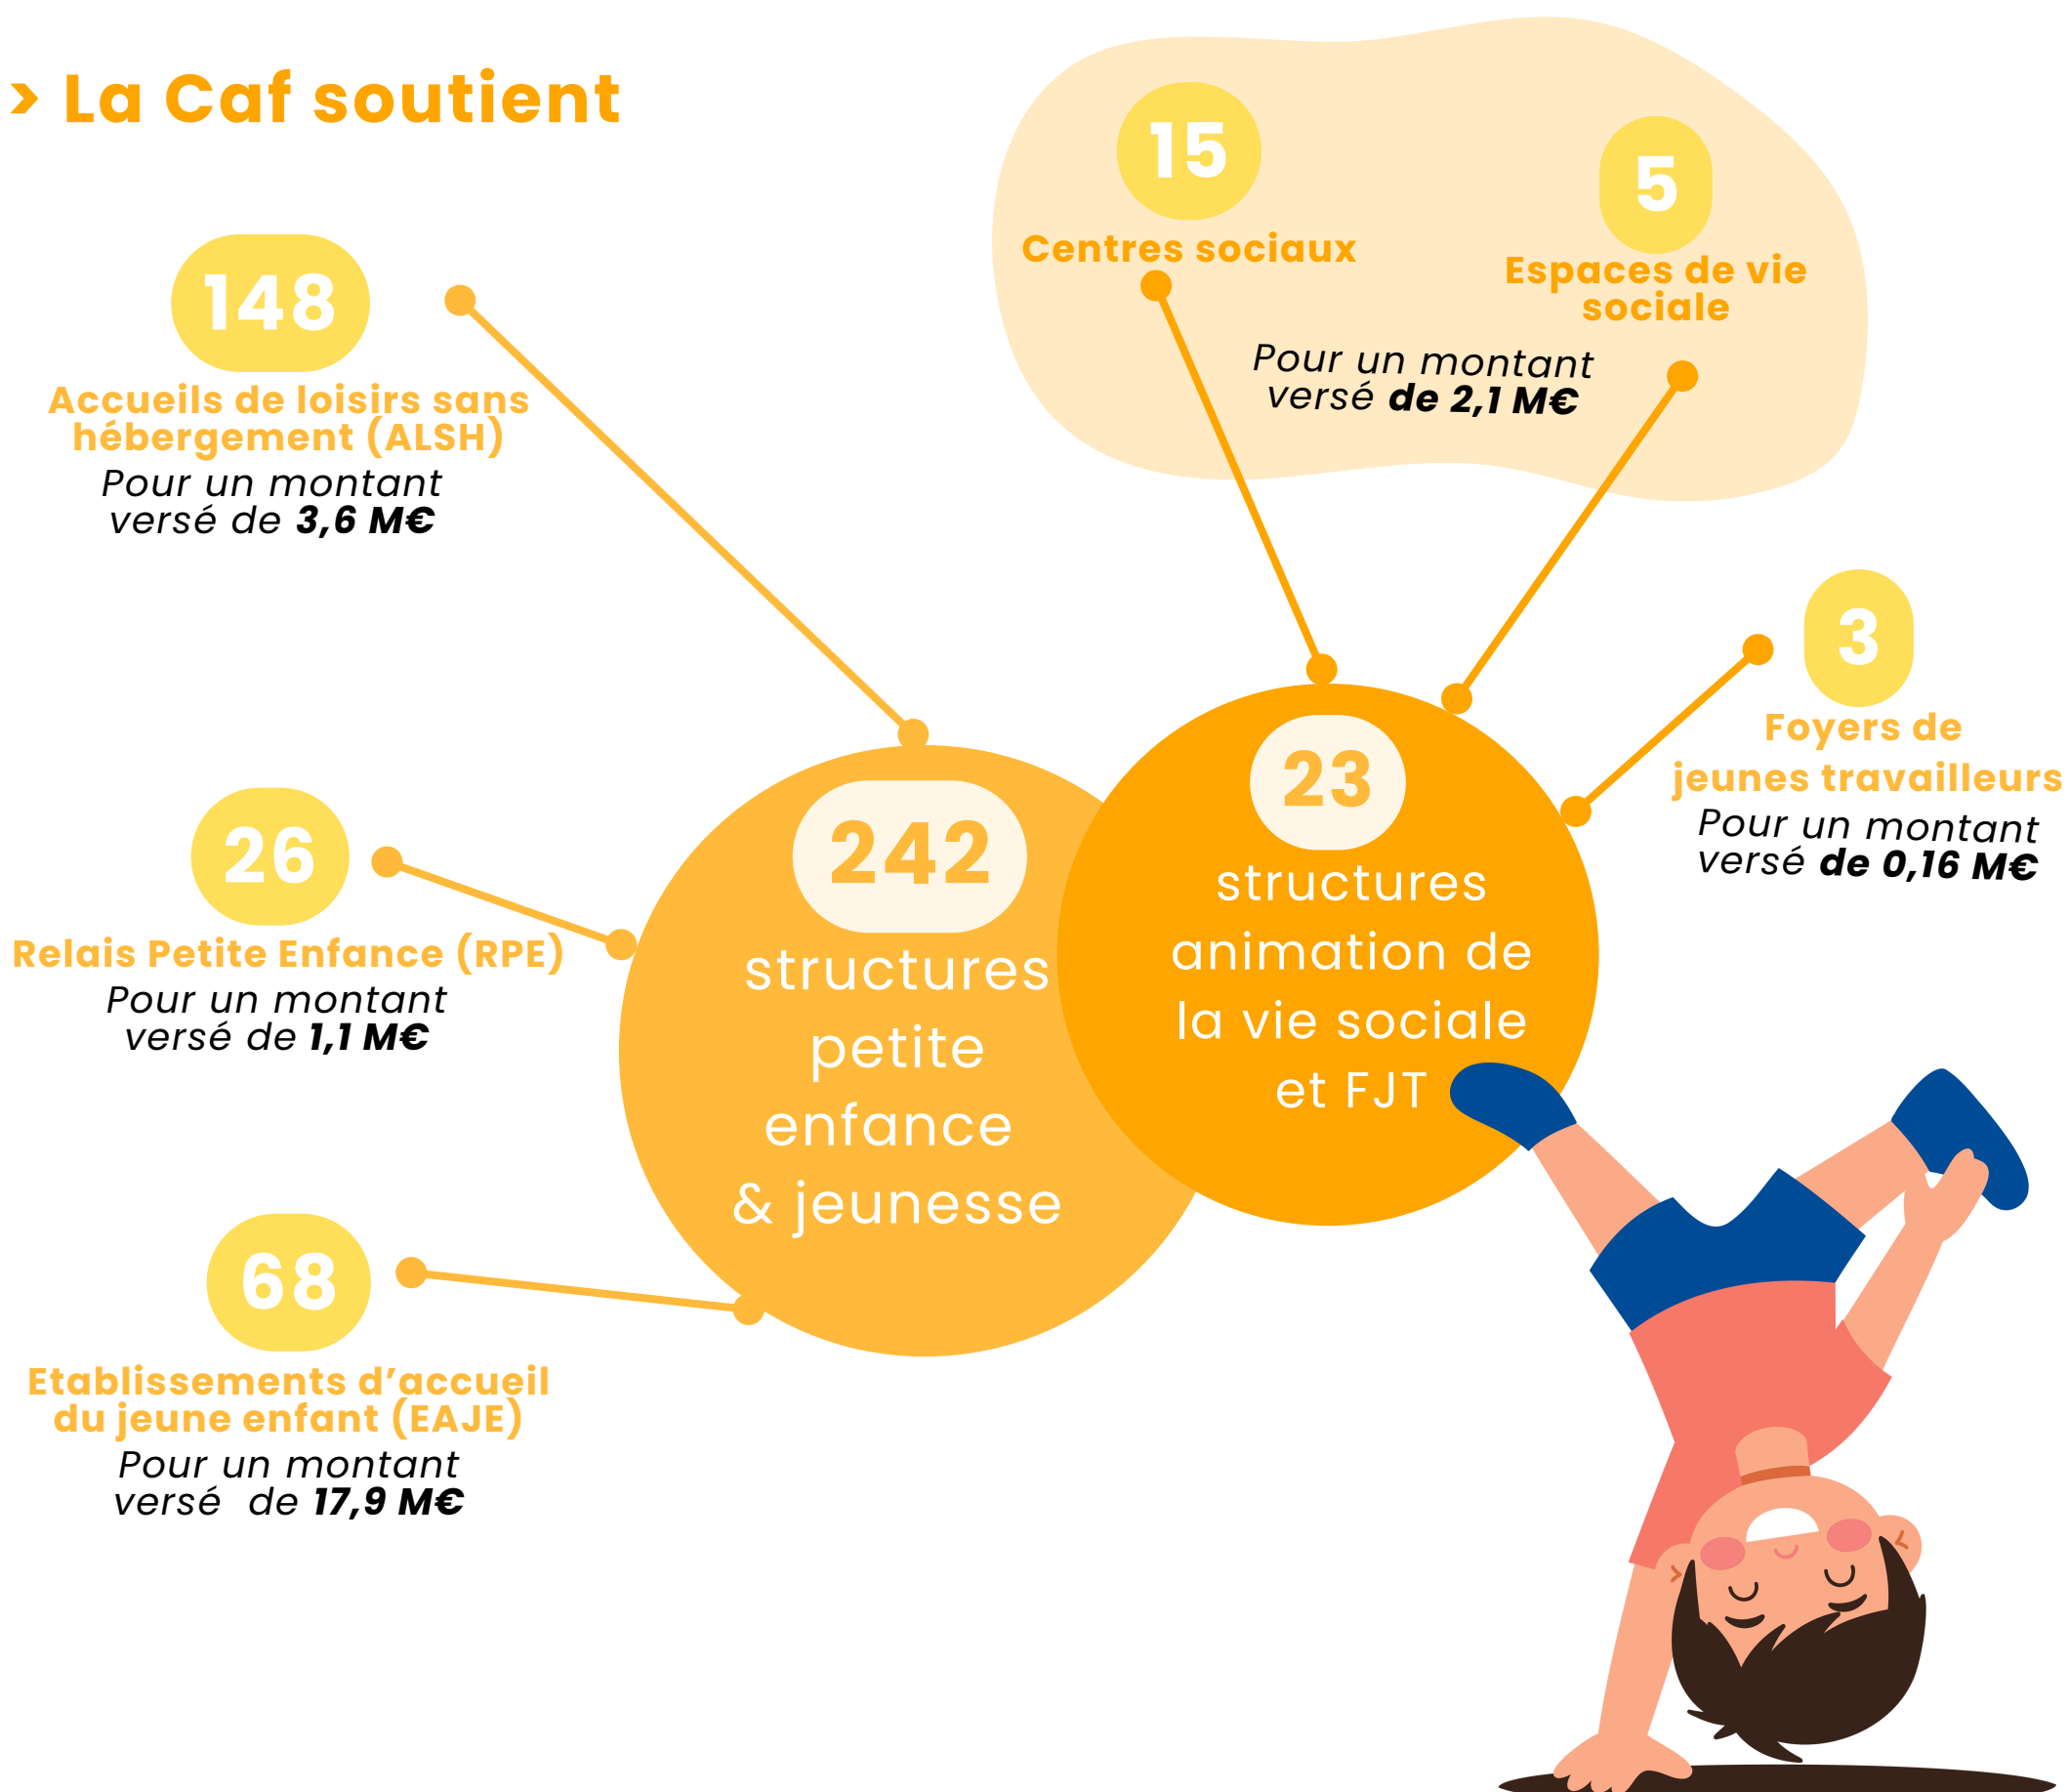 > La Caf soutient
148
Accueils de loisirs sans
hébergement (ALSH)
Pour un montant
versé de 3,6 M€
26
Relais Petite Enfance (RPE)
Pour un montant
versé de 1,1 M€
68
Etablissements d’accueil
du jeune enfant (EAJE)
Pour un montant
versé de 17,9 M€
242
structures
petite
enfance
& jeunesse
15
Centres sociaux
5
Espaces de vie
sociale
Pour un montant
versé de 2,1 M€
23
structures
animation de
la vie sociale
et FJT
3
Foyers de
jeunes travailleurs
Pour un montant
versé de 0,16 M€